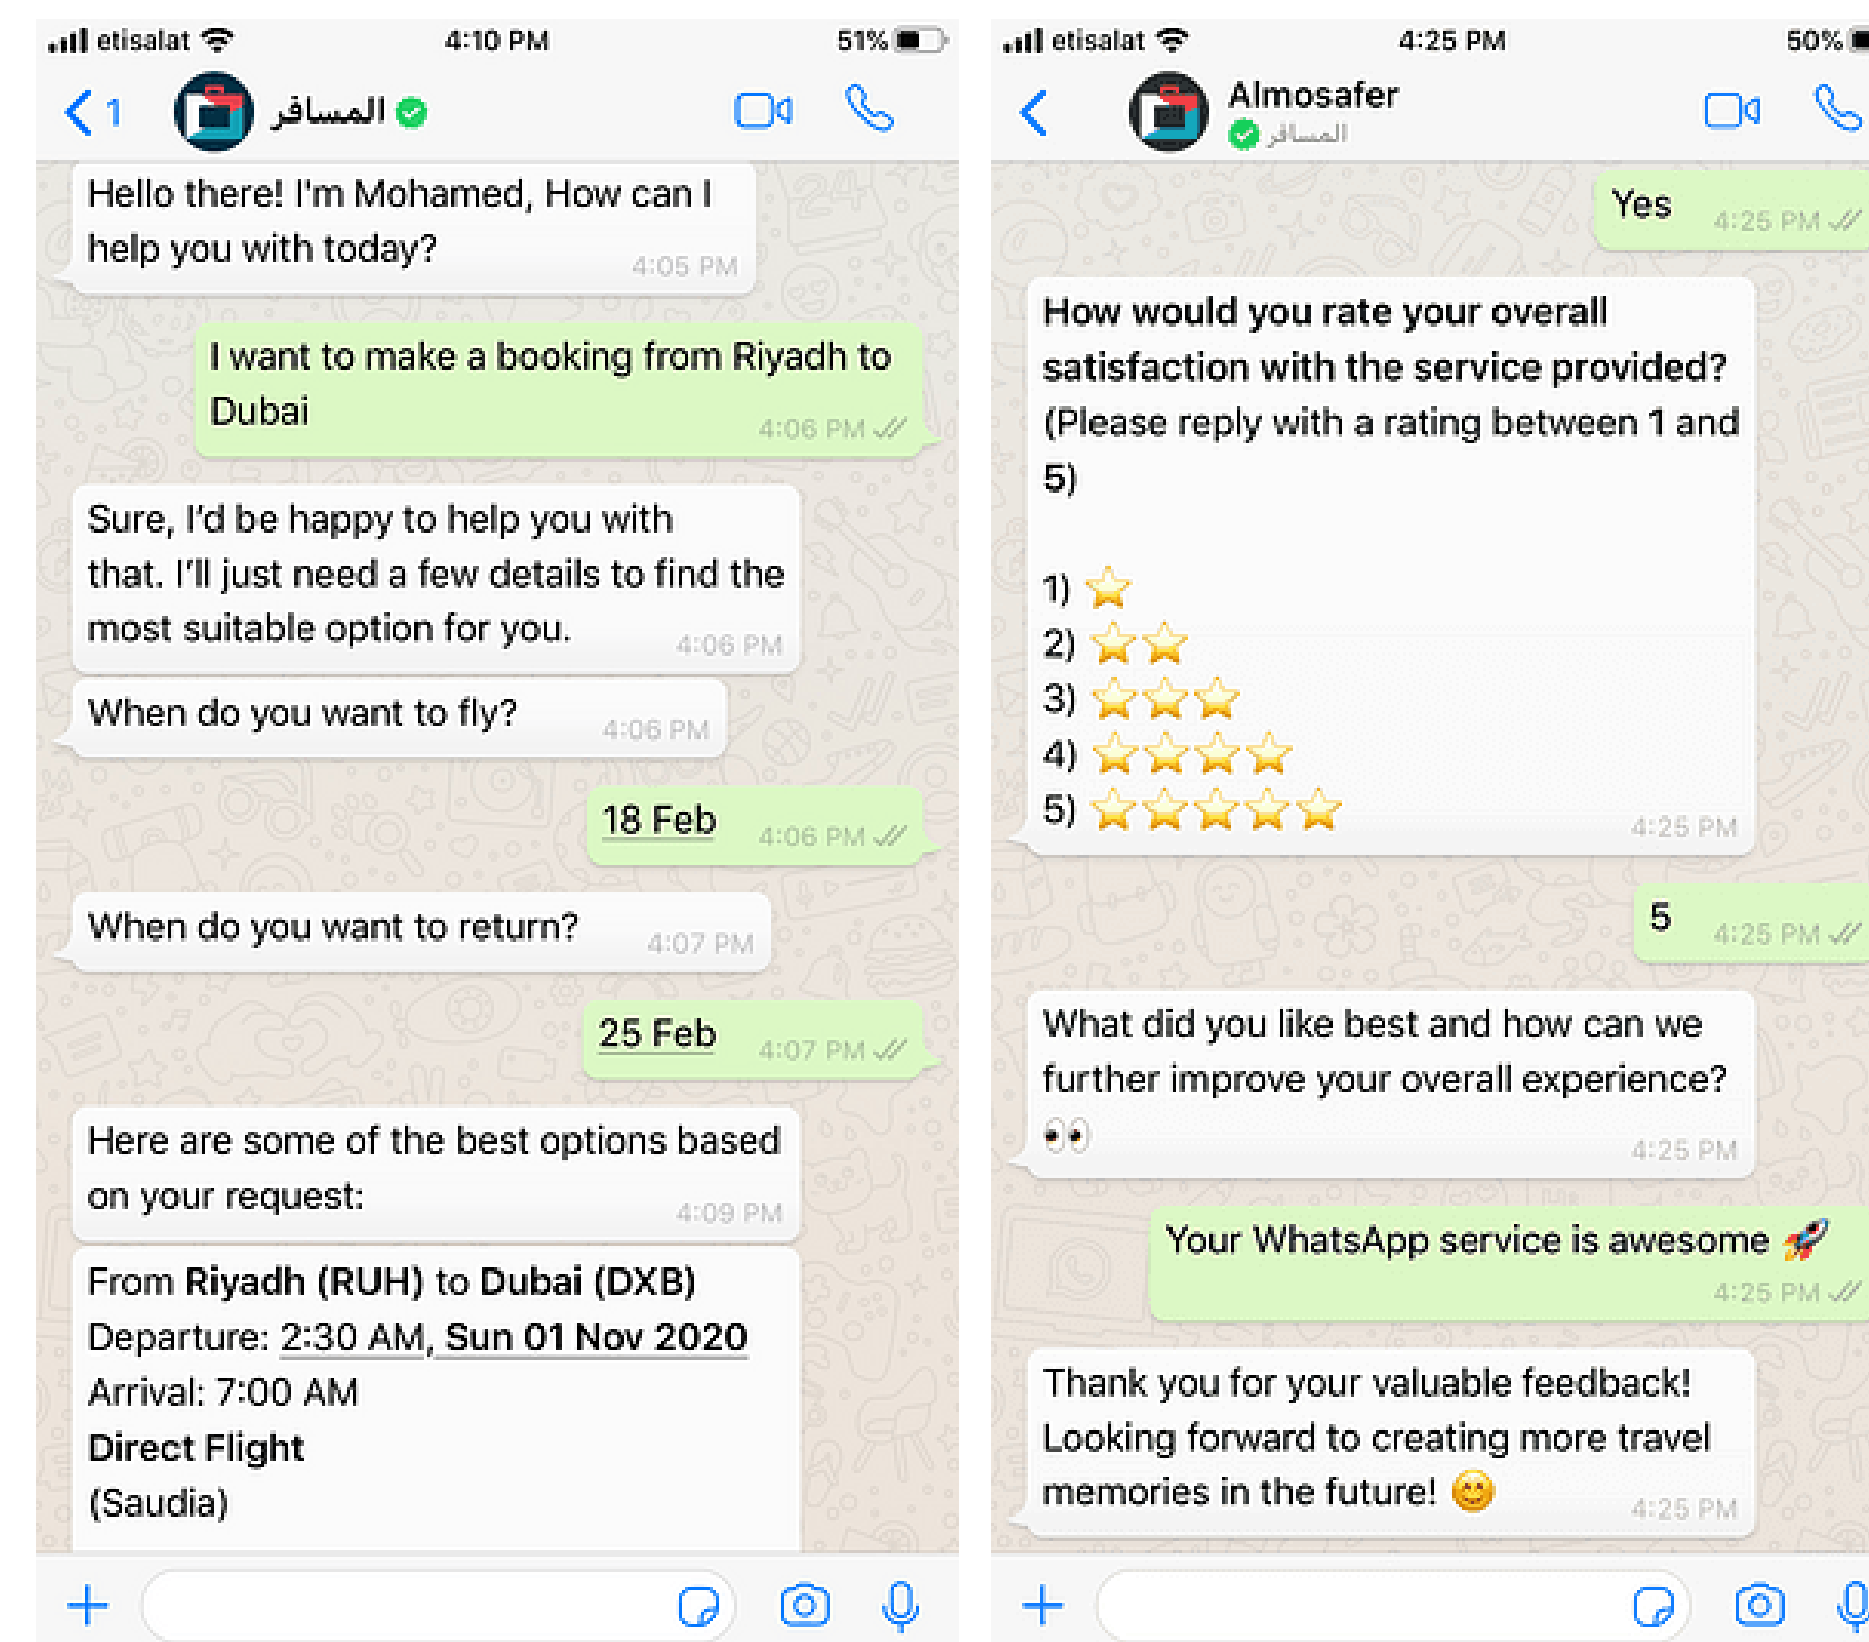 etisalat 4:10 PM 51%
1 المسافر
Hello there! I'm Mohamed, How can I
help you with today?
4:05 PM
I want to make a booking from Riyadh to
Dubai
4:06 PM
Sure, I'd be happy to help you with
that. I'll just need a few details to find the
most suitable option for you.
4:06 PM
When do you want to fly?
4:06 PM
18 Feb
4:06 PM
When do you want to return?
4:07 PM
25 Feb
4:07 PM
Here are some of the best options based
on your request:
4:09 PM
From Riyadh (RUH) to Dubai (DXB)
Departure: 2:30 AM, Sun 01 Nov 2020
Arrival: 7:00 AM
Direct Flight
(Saudia)
etisalat 4:25 PM 50%
Almosafer
المسافر
Yes
4:25 PM
How would you rate your overall
satisfaction with the service provided?
(Please reply with a rating between 1 and
5)
1) ⭐
2) ⭐⭐
3) ⭐⭐⭐
4) ⭐⭐⭐⭐
5) ⭐⭐⭐⭐⭐
4:25 PM
5
4:25 PM
What did you like best and how can we
further improve your overall experience?
👀
4:25 PM
Your WhatsApp service is awesome 🚀
4:25 PM
Thank you for your valuable feedback!
Looking forward to creating more travel
memories in the future! 😊
4:25 PM